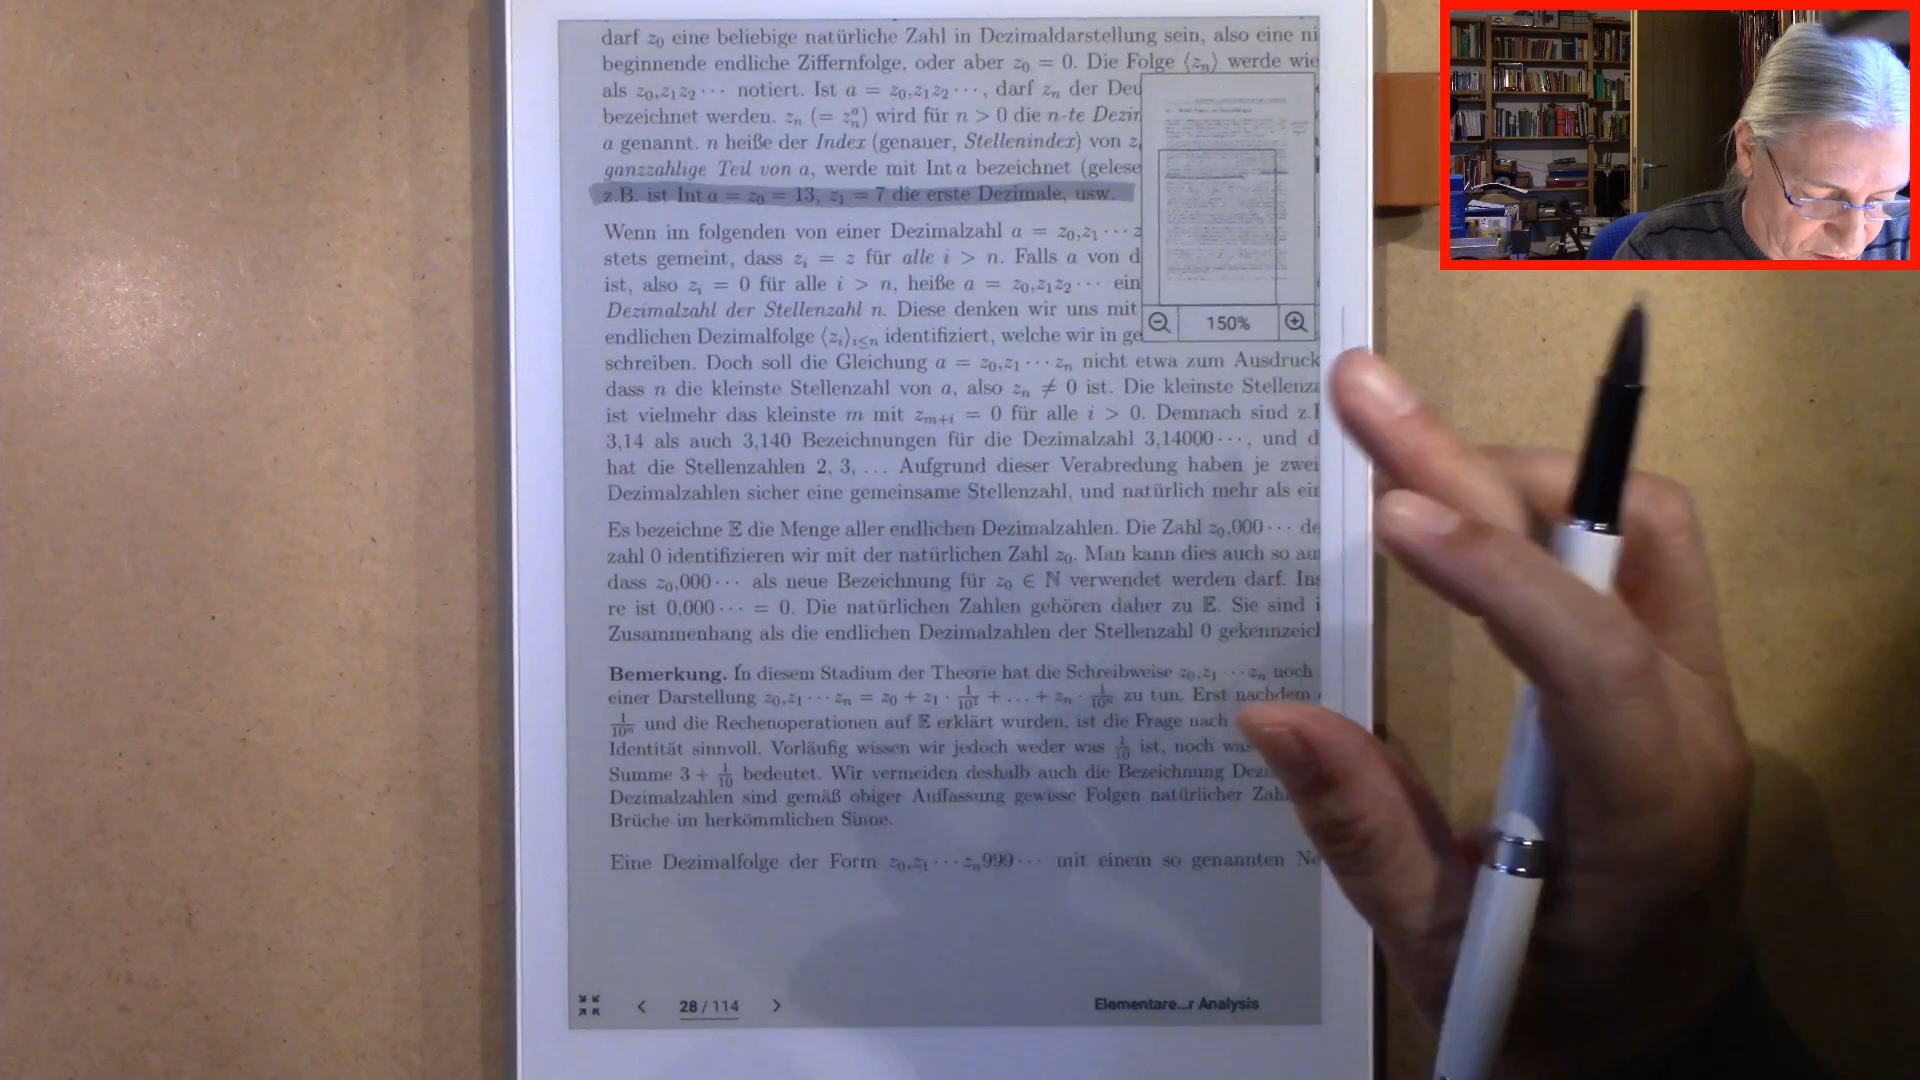 darf z₀ eine beliebige natürliche Zahl in Dezimaldarstellung sein, also eine ni
beginnende endliche Ziffernfolge, oder aber z₀ = 0. Die Folge ⟨zₙ⟩ werde wie
als z₀,z₁z₂··· notiert. Ist a = z₀,z₁z₂···, darf zₙ der Deu
bezeichnet werden. zₙ (= zₙᵃ) wird für n > 0 die n-te Dezim
a genannt. n heiße der Index (genauer, Stellenindex) von z
ganzzahlige Teil von a, werde mit Int a bezeichnet (gelese
z.B. ist Int a = z₀ = 13, z₁ = 7 die erste Dezimale, usw.
Wenn im folgenden von einer Dezimalzahl a = z₀,z₁···z
stets gemeint, dass zᵢ = z für alle i > n. Falls a von d
ist, also zᵢ = 0 für alle i > n, heiße a = z₀,z₁z₂··· ein
Dezimalzahl der Stellenzahl n. Diese denken wir uns mit
endlichen Dezimalfolge ⟨zᵢ⟩ᵢ≤ₙ identifiziert, welche wir in ge
150%
schreiben. Doch soll die Gleichung a = z₀,z₁···zₙ nicht etwa zum Ausdruck
dass n die kleinste Stellenzahl von a, also zₙ ≠ 0 ist. Die kleinste Stellenza
ist vielmehr das kleinste m mit zₘ₊ᵢ = 0 für alle i > 0. Demnach sind z.
3,14 als auch 3,140 Bezeichnungen für die Dezimalzahl 3,14000···, und d
hat die Stellenzahlen 2, 3, … Aufgrund dieser Verabredung haben je zwei
Dezimalzahlen sicher eine gemeinsame Stellenzahl, und natürlich mehr als ein
Es bezeichne 𝔼 die Menge aller endlichen Dezimalzahlen. Die Zahl z₀,000··· de
zahl 0 identifizieren wir mit der natürlichen Zahl z₀. Man kann dies auch so au
dass z₀,000··· als neue Bezeichnung für z₀ ∈ ℕ verwendet werden darf. Ins
re ist 0,000··· = 0. Die natürlichen Zahlen gehören daher zu 𝔼. Sie sind i
Zusammenhang als die endlichen Dezimalzahlen der Stellenzahl 0 gekennzeich
Bemerkung. In diesem Stadium der Theorie hat die Schreibweise z₀,z₁···zₙ noch
einer Darstellung z₀,z₁···zₙ = z₀ + z₁ · 1/10¹ + … + zₙ · 1/10ⁿ zu tun. Erst nachdem
1/10ⁿ und die Rechenoperationen auf 𝔼 erklärt wurden, ist die Frage nach
Identität sinnvoll. Vorläufig wissen wir jedoch weder was 1/10 ist, noch was
Summe 3 + 1/10 bedeutet. Wir vermeiden deshalb auch die Bezeichnung Dezi
Dezimalzahlen sind gemäß obiger Auffassung gewisse Folgen natürlicher Zah
Brüche im herkömmlichen Sinne.
Eine Dezimalfolge der Form z₀,z₁···zₙ999··· mit einem so genannten Ne
28 / 114
Elementare...r Analysis